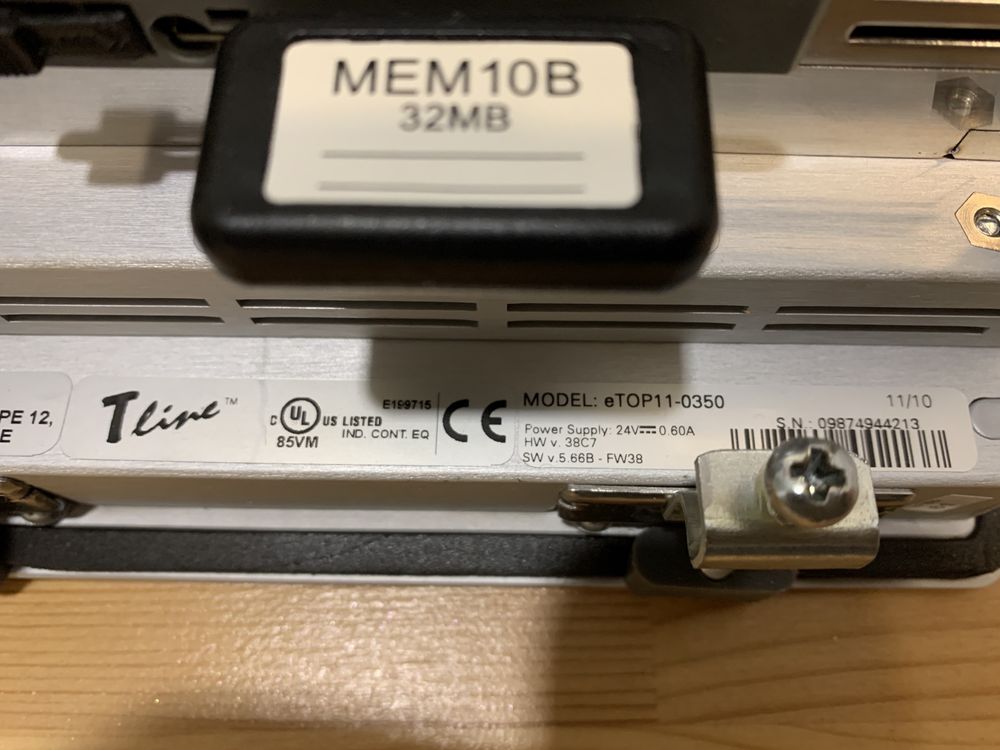 MEM10B
32MB
PE 12,
E
Tline™
C UL US LISTED
85VM
E199715
IND. CONT. EQ
CE
MODEL: eTOP11-0350
11/10
Power Supply: 24V⎓0.60A
HW v. 38C7
SW v.5.66B - FW38
S.N.: 09874944213